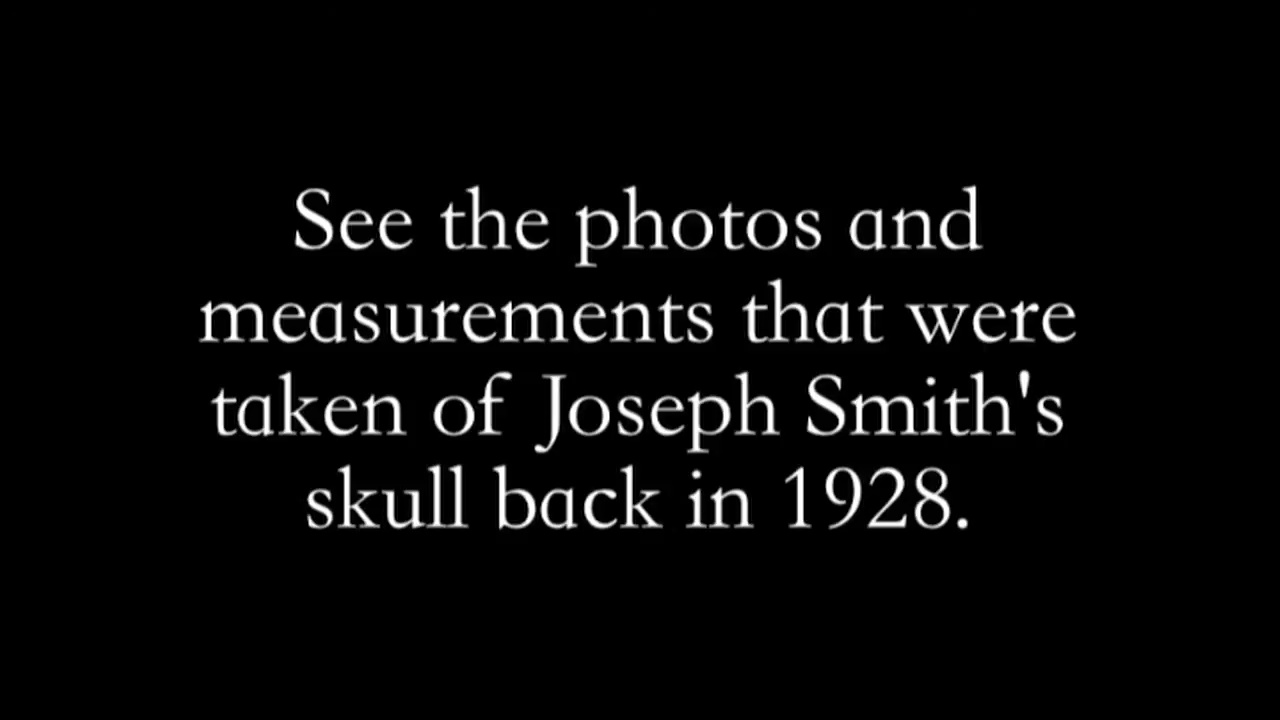 See the photos and
measurements that were
taken of Joseph Smith's
skull back in 1928.